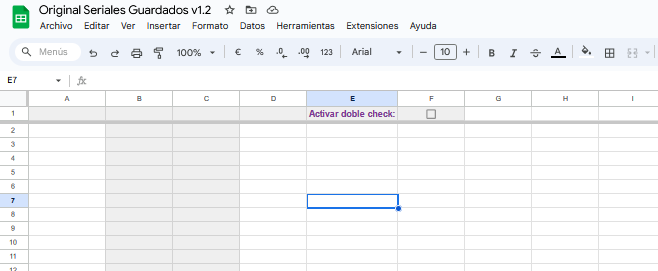 Original Seriales Guardados v1.2
Archivo Editar Ver Insertar Formato Datos Herramientas Extensiones Ayuda
Menús 100% € % .0 .00 123 Arial − 10 + B I S A
E7 fx
A B C D E F G H I
1 Activar doble check:
2
3
4
5
6
7
8
9
10
11
12